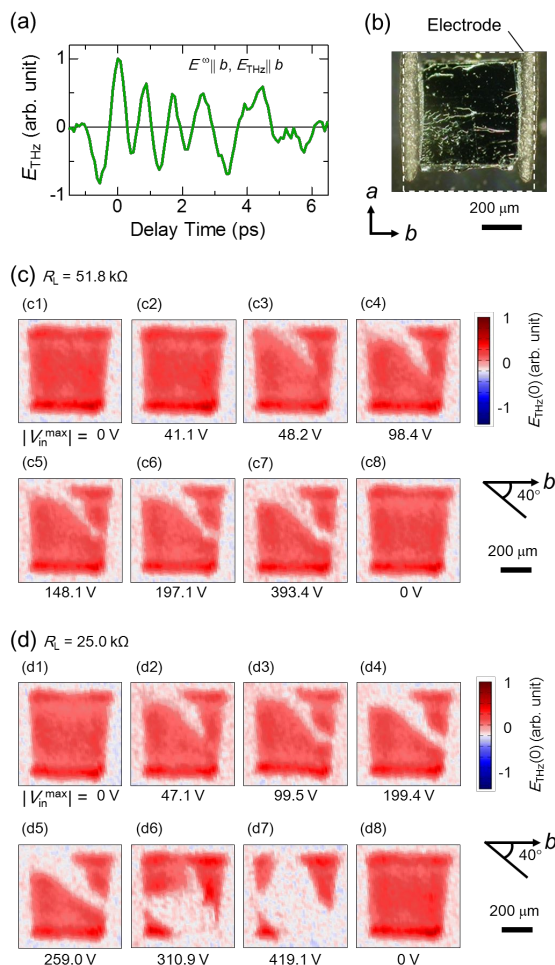 (a)
E^ω∥ b, E_THz∥ b
E_THz (arb. unit)
1
0
-1
0
2
4
6
Delay Time (ps)
(b)
Electrode
a
b
200 μm
(c) R_L = 51.8 kΩ
(c1) (c2) (c3) (c4)
1
0
-1
E_THz(0) (arb. unit)
|V_in^max| = 0 V 41.1 V 48.2 V 98.4 V
(c5) (c6) (c7) (c8)
b
40°
200 μm
148.1 V 197.1 V 393.4 V 0 V
(d) R_L = 25.0 kΩ
(d1) (d2) (d3) (d4)
1
0
-1
E_THz(0) (arb. unit)
|V_in^max| = 0 V 47.1 V 99.5 V 199.4 V
(d5) (d6) (d7) (d8)
b
40°
200 μm
259.0 V 310.9 V 419.1 V 0 V